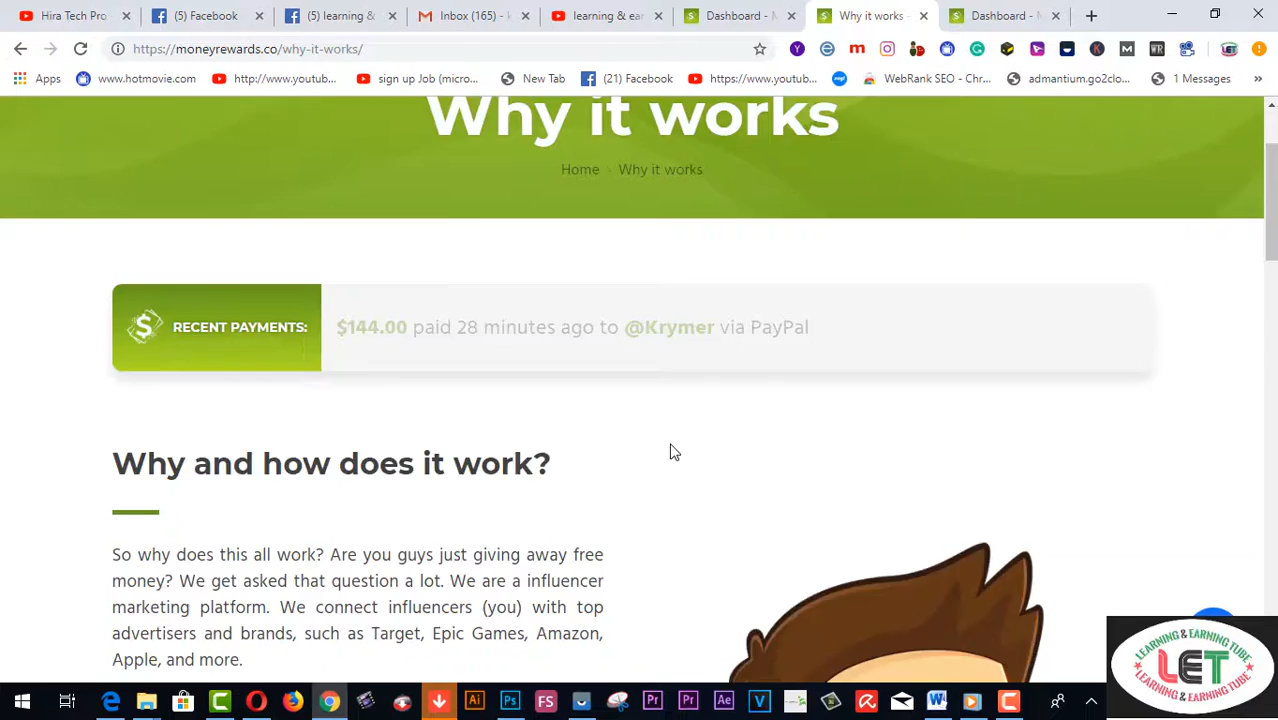 Hira Tech Pro
(5) Facebook
(5) learning &
Inbox (165) - k
learning & ea
Dashboard - M
Why it works -
Dashboard - M
https://moneyrewards.co/why-it-works/
Apps
www.hotmovie.com
http://www.youtub...
sign up Job (micro...
New Tab
(21) Facebook
https://www.youtub...
WebRank SEO - Chr...
admantium.go2clo...
1 Messages
»
Why it works
Home › Why it works
RECENT PAYMENTS:
$144.00 paid 28 minutes ago to @Krymer via PayPal
Why and how does it work?
So why does this all work? Are you guys just giving away free
money? We get asked that question a lot. We are a influencer
marketing platform. We connect influencers (you) with top
advertisers and brands, such as Target, Epic Games, Amazon,
Apple, and more.
LEARNING & EARNING TUBE
LET
LEARNING & EARNING TUBE